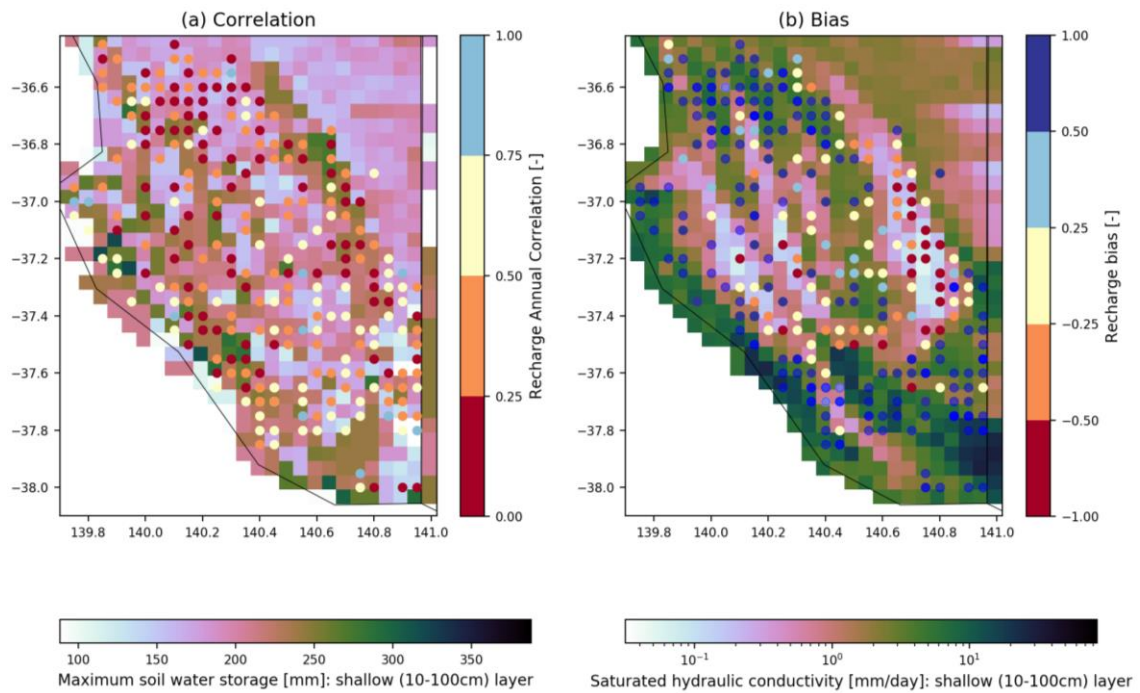 (a) Correlation
(b) Bias
−36.6
−36.8
−37.0
−37.2
−37.4
−37.6
−37.8
−38.0
139.8 140.0 140.2 140.4 140.6 140.8 141.0
1.00
0.75
0.50
0.25
0.00
Recharge Annual Correlation [-]
−36.6
−36.8
−37.0
−37.2
−37.4
−37.6
−37.8
−38.0
139.8 140.0 140.2 140.4 140.6 140.8 141.0
1.00
0.50
0.25
−0.25
−0.50
−1.00
Recharge bias [-]
100 150 200 250 300 350
Maximum soil water storage [mm]: shallow (10-100cm) layer
10⁻¹ 10⁰ 10¹
Saturated hydraulic conductivity [mm/day]: shallow (10-100cm) layer